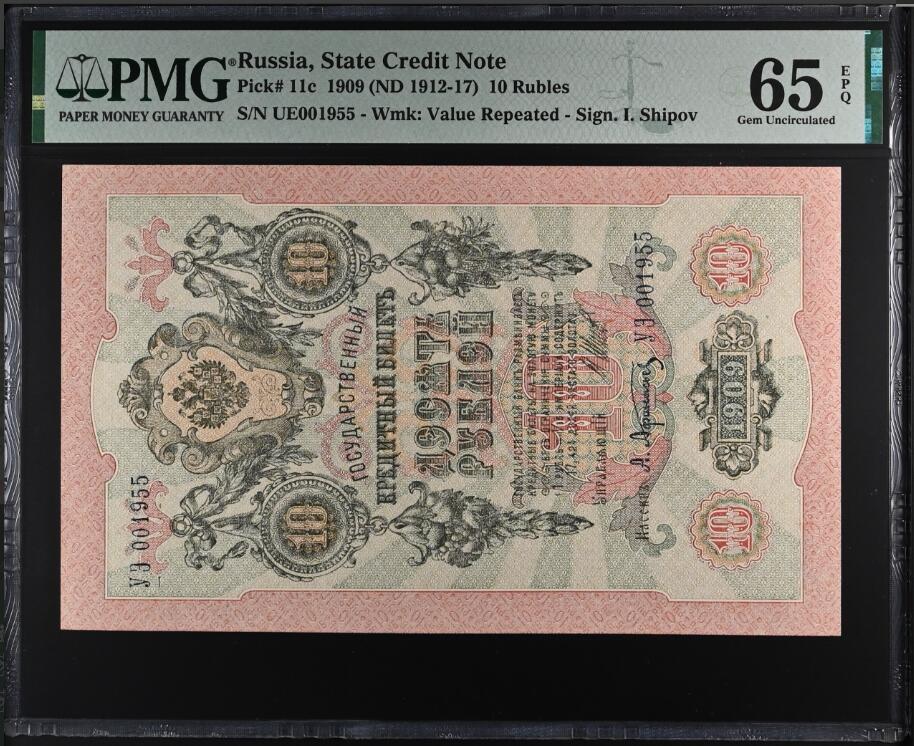 PMG®
PAPER MONEY GUARANTY
Russia, State Credit Note
Pick# 11c 1909 (ND 1912-17) 10 Rubles
S/N UE001955 - Wmk: Value Repeated - Sign. I. Shipov
65
EPQ
Gem Uncirculated
10
10
ГОСУДАРСТВЕННЫЙ
КРЕДИТНЫЙ БИЛЕТЪ
ДЕСЯТЬ
РУБЛЕЙ
10
УЭ 001955
УЭ 001955
10
1909
10